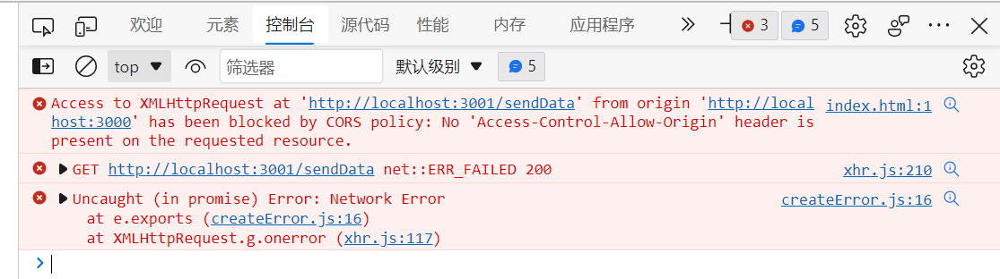 欢迎 元素 控制台 源代码 性能 内存 应用程序 3 5
top 筛选器 默认级别 5
Access to XMLHttpRequest at 'http://localhost:3001/sendData' from origin 'http://local index.html:1
host:3000' has been blocked by CORS policy: No 'Access-Control-Allow-Origin' header is
present on the requested resource.
GET http://localhost:3001/sendData net::ERR_FAILED 200 xhr.js:210
Uncaught (in promise) Error: Network Error createError.js:16
at e.exports (createError.js:16)
at XMLHttpRequest.g.onerror (xhr.js:117)